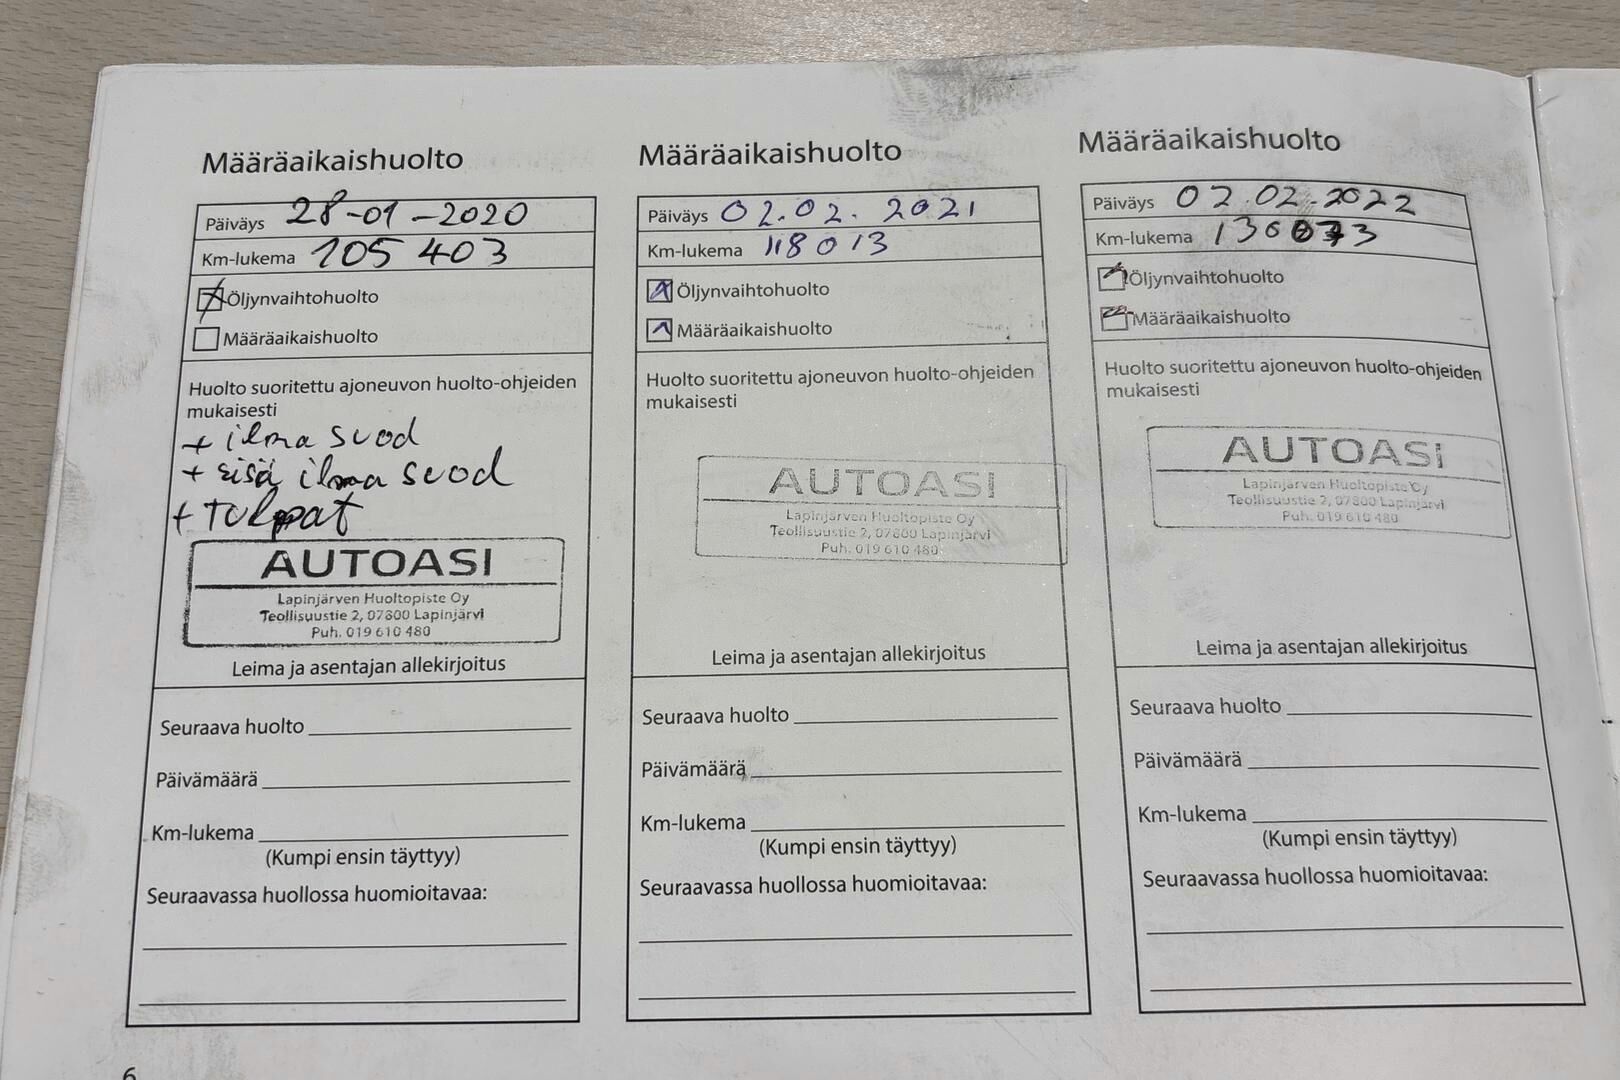 Määräaikaishuolto
Päiväys 28-01-2020
Km-lukema 105 403
Öljynvaihtohuolto
Määräaikaishuolto
Huolto suoritettu ajoneuvon huolto-ohjeiden
mukaisesti
+ ilma suod
+ sisä ilma suod
+ tulpat
AUTOASI
Lapinjärven Huoltopiste Oy
Teollisuustie 2, 07800 Lapinjärvi
Puh. 019 610 480
Leima ja asentajan allekirjoitus
Seuraava huolto
Päivämäärä
Km-lukema
(Kumpi ensin täyttyy)
Seuraavassa huollossa huomioitavaa:
6
Määräaikaishuolto
Päiväys 02.02.2021
Km-lukema 118013
Öljynvaihtohuolto
Määräaikaishuolto
Huolto suoritettu ajoneuvon huolto-ohjeiden
mukaisesti
AUTOASI
Lapinjärven Huoltopiste Oy
Teollisuustie 2, 07800 Lapinjärvi
Puh. 019 610 480
Leima ja asentajan allekirjoitus
Seuraava huolto
Päivämäärä
Km-lukema
(Kumpi ensin täyttyy)
Seuraavassa huollossa huomioitavaa:
Määräaikaishuolto
Päiväys 02.02.2022
Km-lukema
Öljynvaihtohuolto
Määräaikaishuolto
Huolto suoritettu ajoneuvon huolto-ohjeiden
mukaisesti
AUTOASI
Lapinjärven Huoltopiste Oy
Teollisuustie 2, 07800 Lapinjärvi
Puh. 019 610 480
Leima ja asentajan allekirjoitus
Seuraava huolto
Päivämäärä
Km-lukema
(Kumpi ensin täyttyy)
Seuraavassa huollossa huomioitavaa: